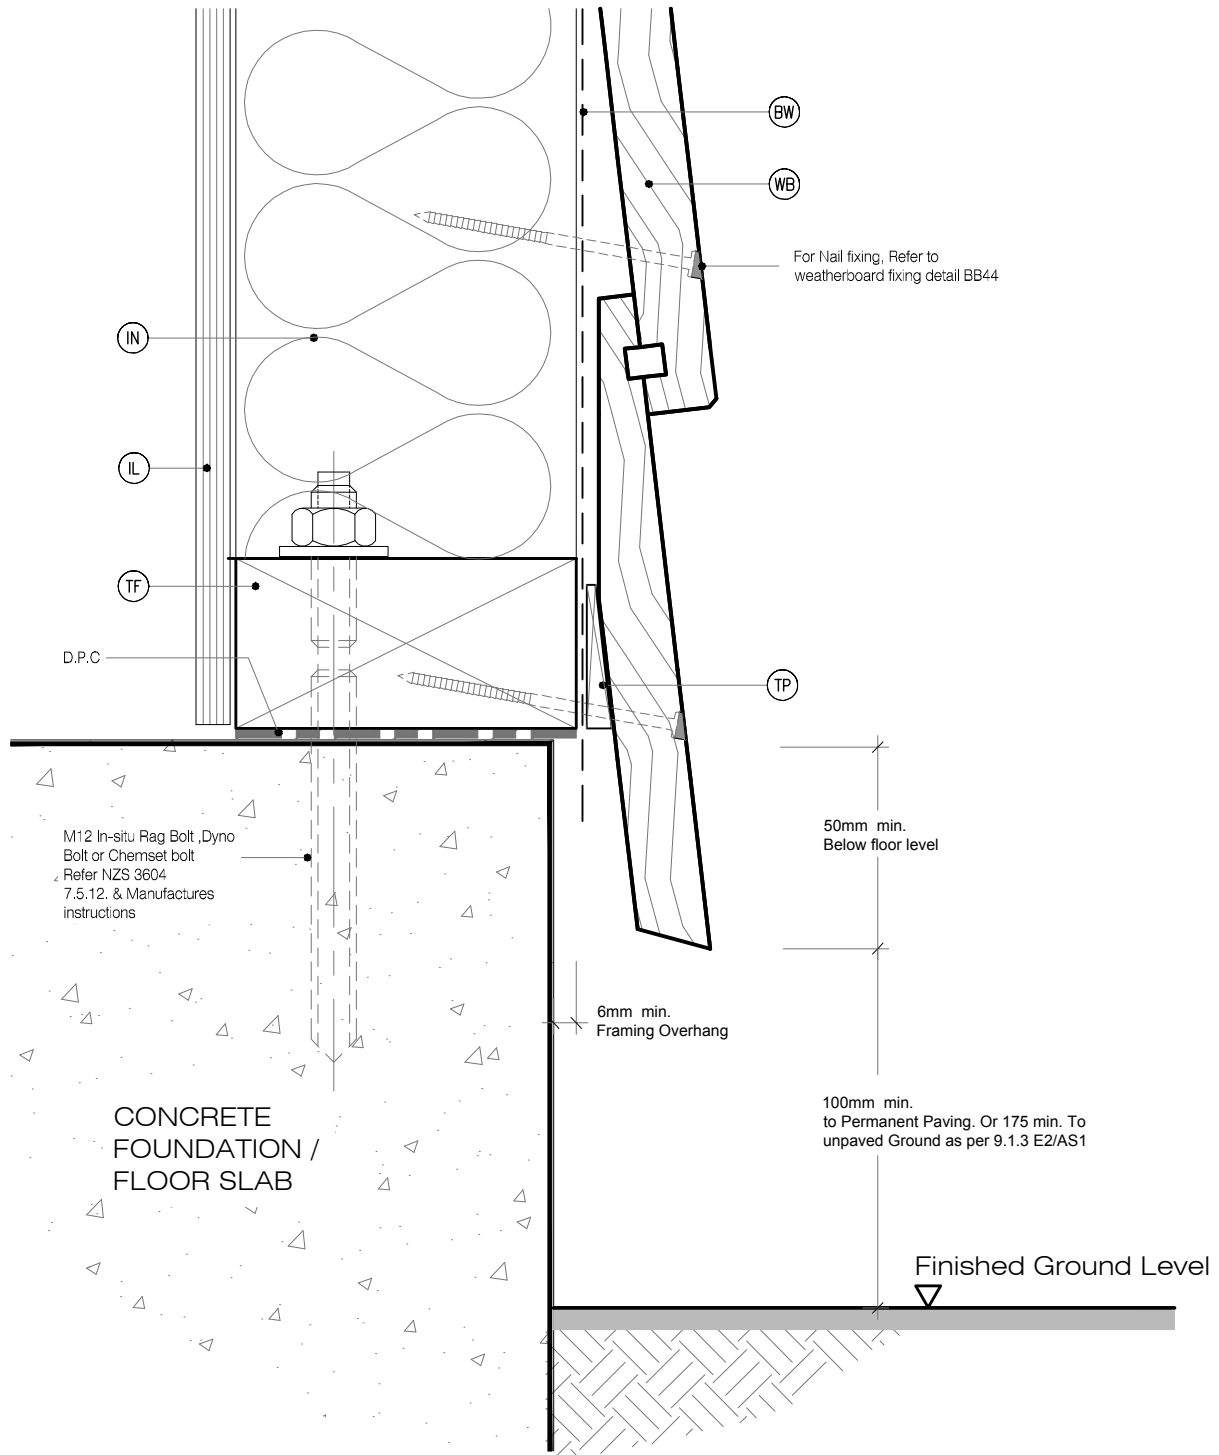 BW
WB
For Nail fixing, Refer to
weatherboard fixing detail BB44
IN
IL
TF
D.P.C
TP
M12 In-situ Rag Bolt ,Dyno
Bolt or Chemset bolt
Refer NZS 3604
7.5.12. & Manufactures
instructions
50mm min.
Below floor level
6mm min.
Framing Overhang
CONCRETE
FOUNDATION /
FLOOR SLAB
100mm min.
to Permanent Paving. Or 175 min. To
unpaved Ground as per 9.1.3 E2/AS1
Finished Ground Level